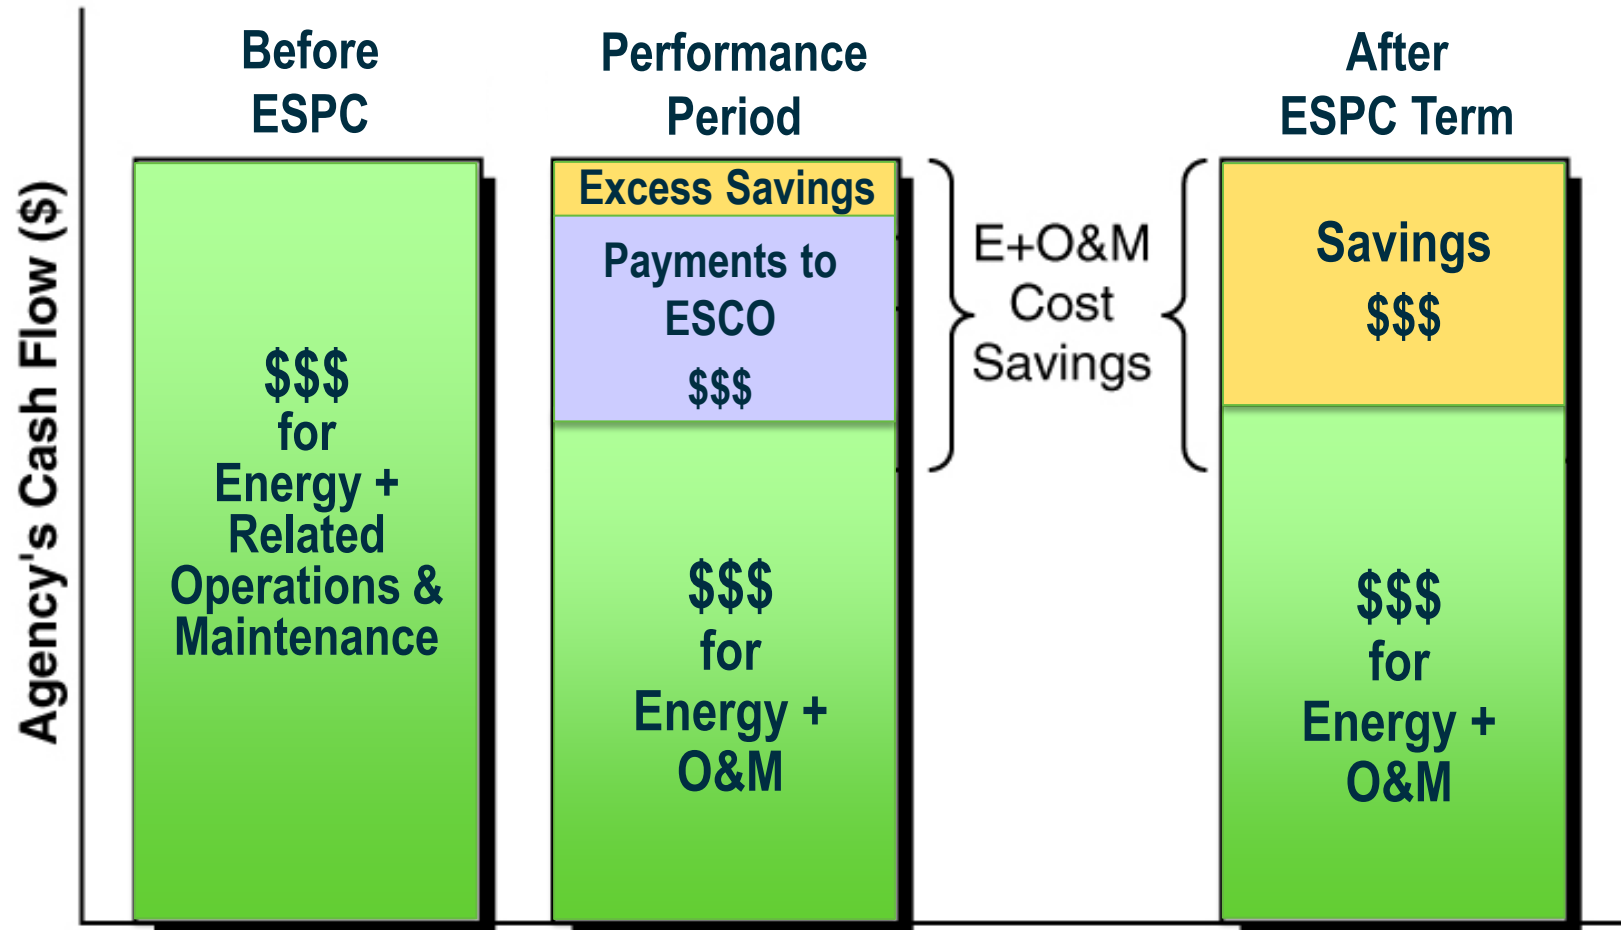 Agency's Cash Flow ($)
Before
ESPC
$$$
for
Energy +
Related
Operations &
Maintenance
Performance
Period
Excess Savings
Payments to
ESCO
$$$
$$$
for
Energy +
O&M
E+O&M
Cost
Savings
After
ESPC Term
Savings
$$$
$$$
for
Energy +
O&M